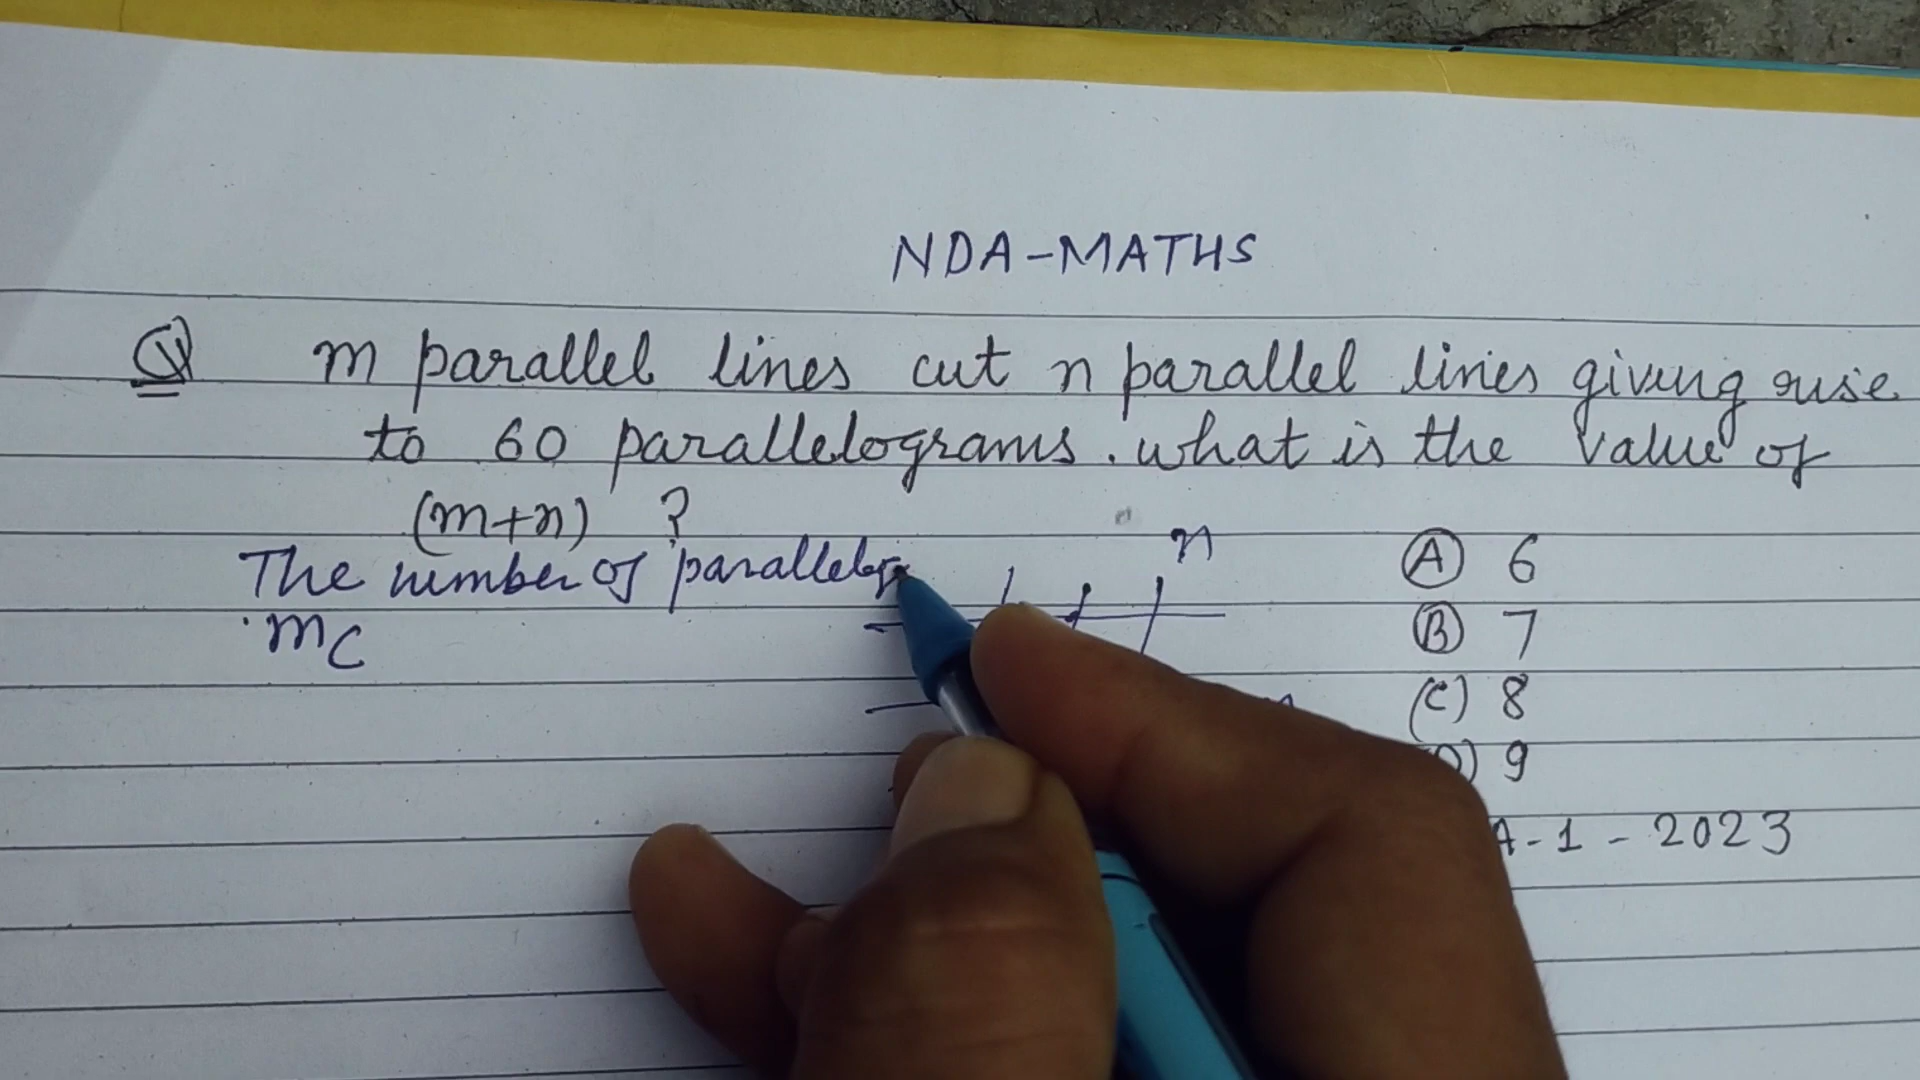 NDA-MATHS
Q m parallel lines cut n parallel lines giving rise
to 60 parallelograms. what is the value of
(m+n) ?
The number of parallelog
mC
n
(A) 6
(B) 7
(C) 8
) 9
A-1-2023